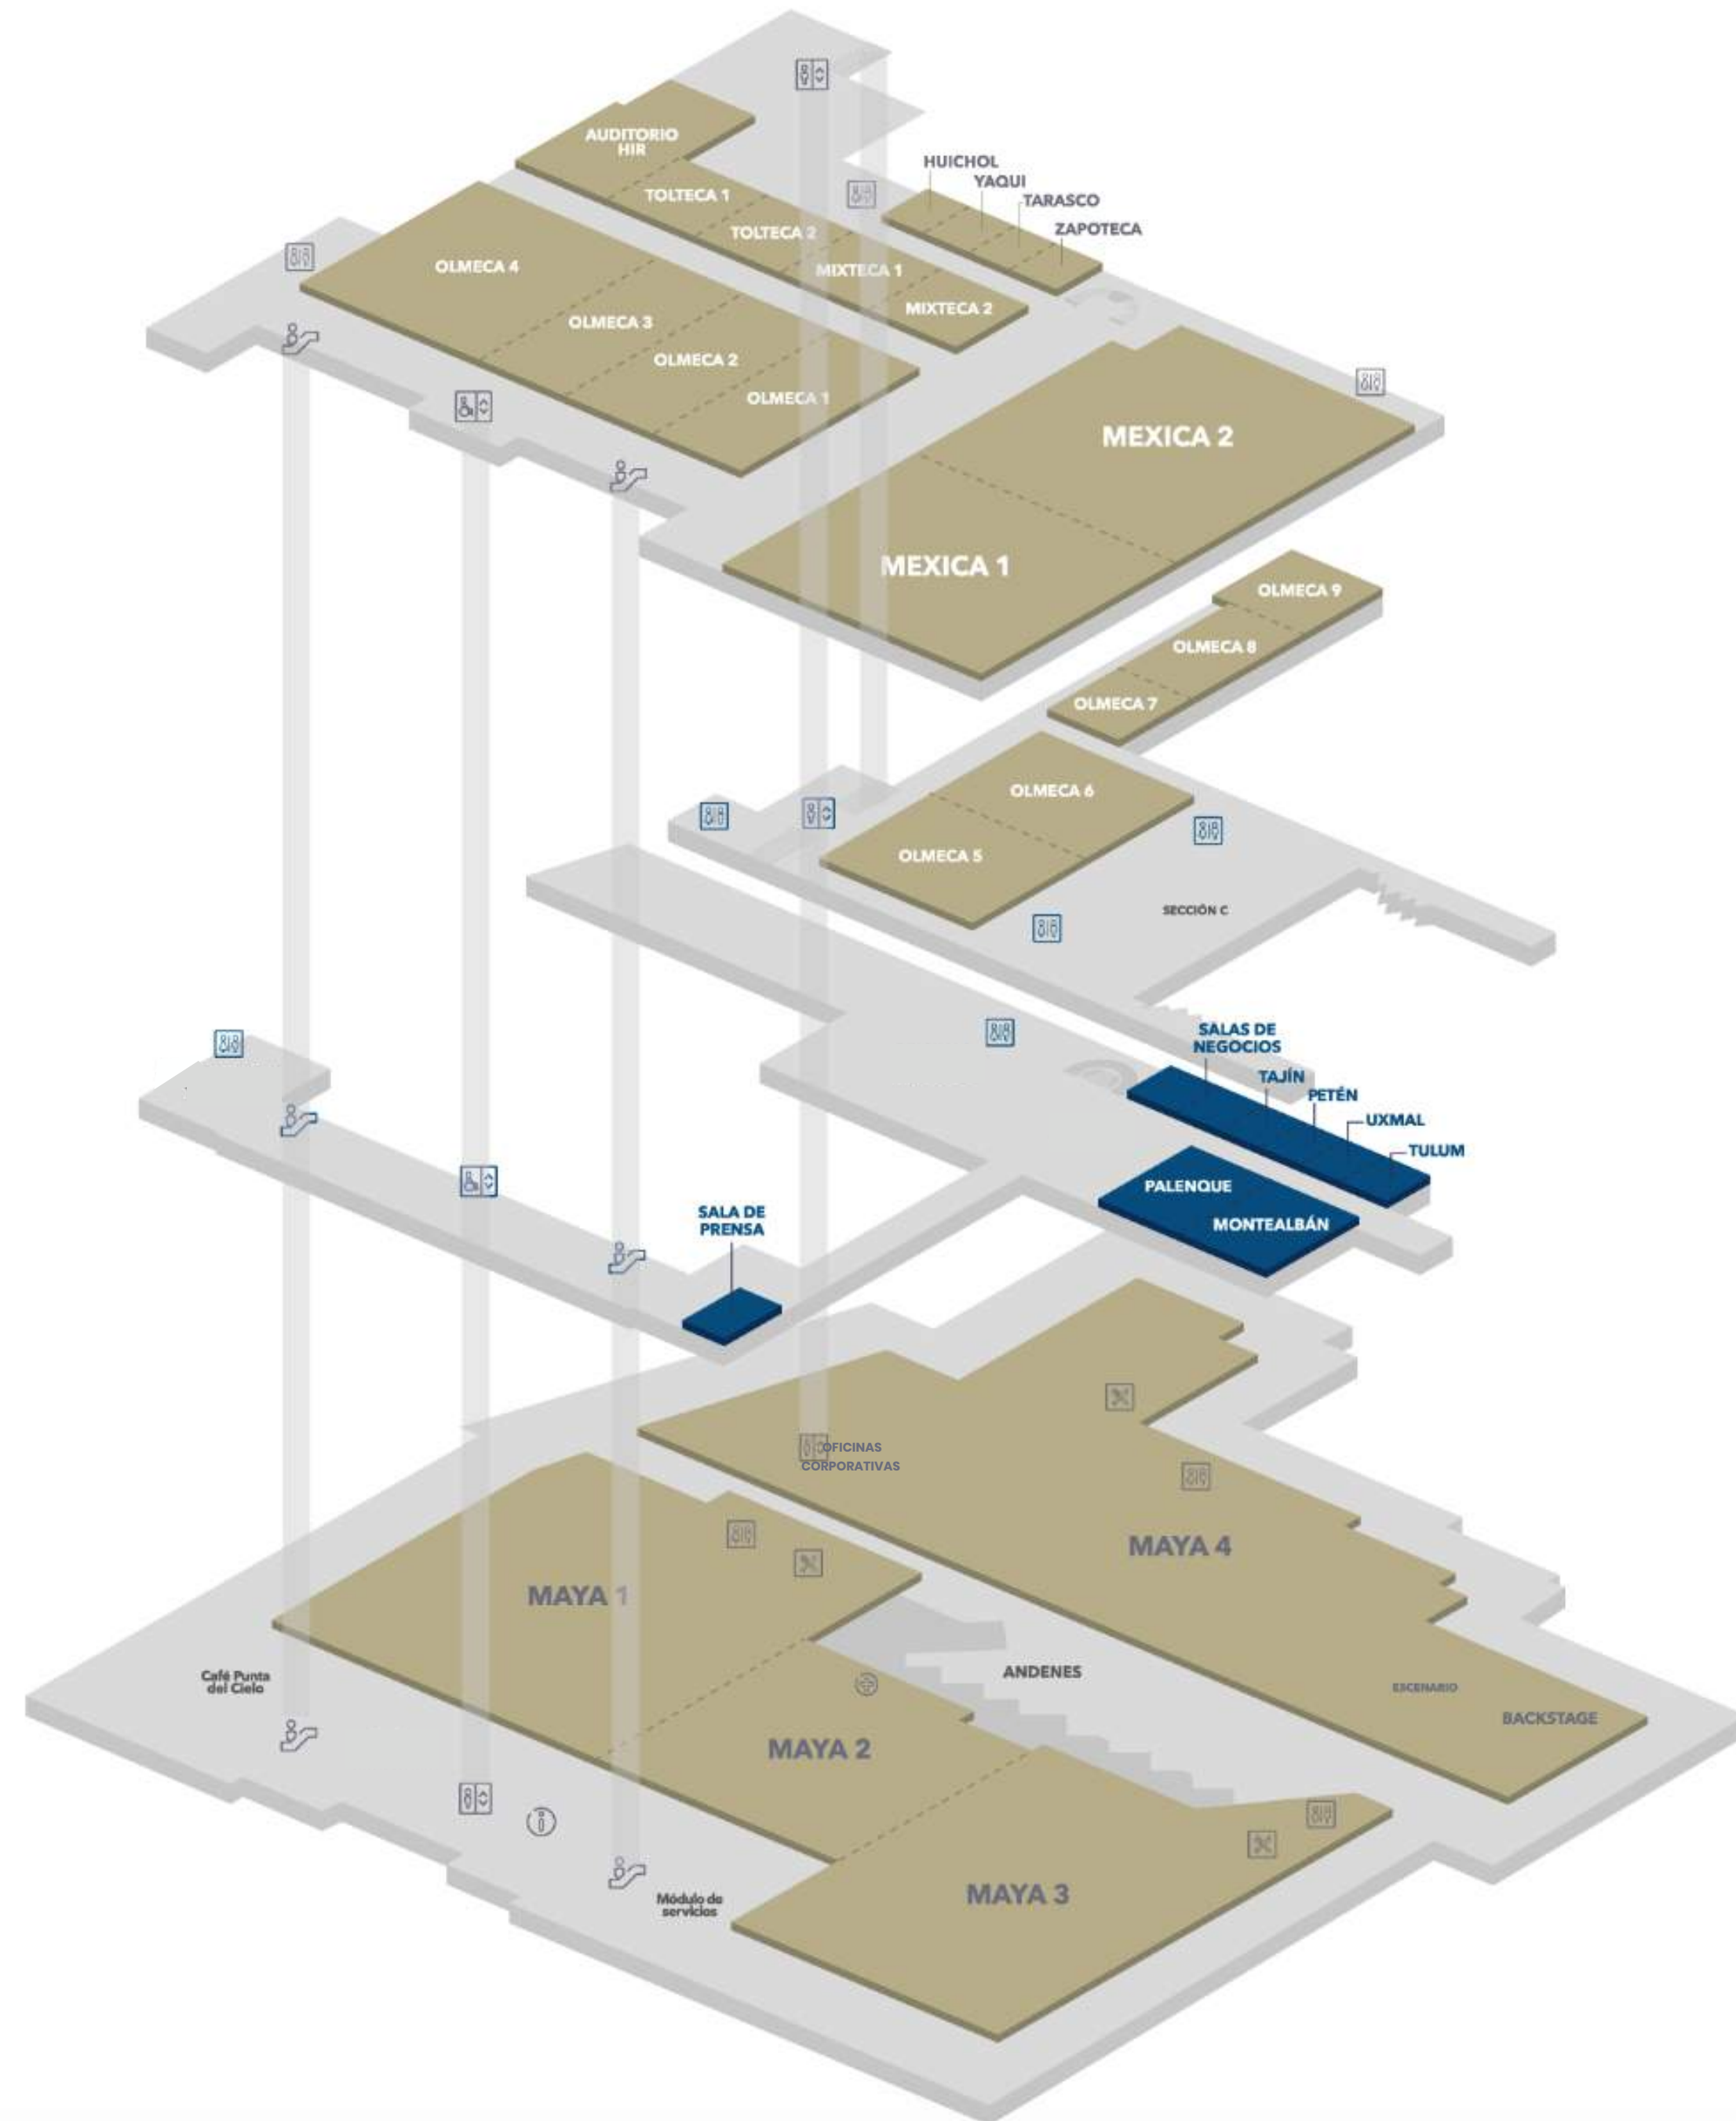 AUDITORIO
HIR
TOLTECA 1
TOLTECA 2
MIXTECA 1
MIXTECA 2
HUICHOL
YAQUI
TARASCO
ZAPOTECA
OLMECA 4
OLMECA 3
OLMECA 2
OLMECA 1
MEXICA 2
MEXICA 1
OLMECA 9
OLMECA 8
OLMECA 7
OLMECA 6
OLMECA 5
SECCIÓN C
SALAS DE
NEGOCIOS
TAJÍN
PETÉN
UXMAL
TULUM
PALENQUE
MONTEALBÁN
SALA DE
PRENSA
OFICINAS
CORPORATIVAS
MAYA 4
MAYA 1
ANDENES
Café Punta
del Cielo
ESCENARIO
BACKSTAGE
MAYA 2
MAYA 3
Módulo de
servicios